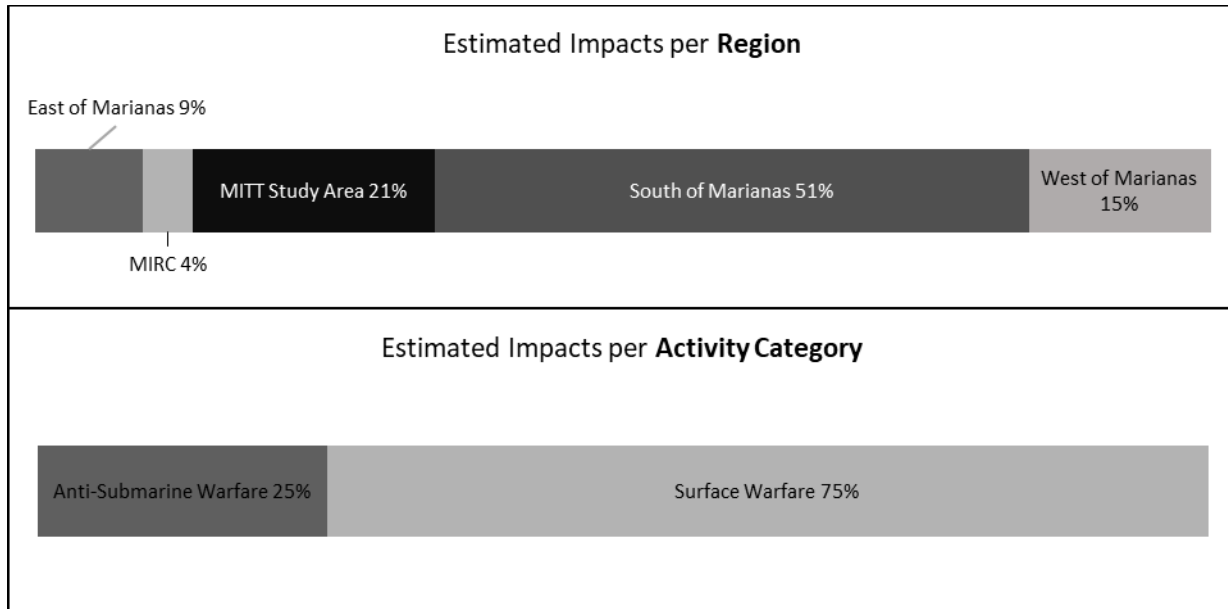 Estimated Impacts per Region
East of Marianas 9%
MITT Study Area 21%
South of Marianas 51%
West of Marianas
15%
MIRC 4%
Estimated Impacts per Activity Category
Anti-Submarine Warfare 25%
Surface Warfare 75%